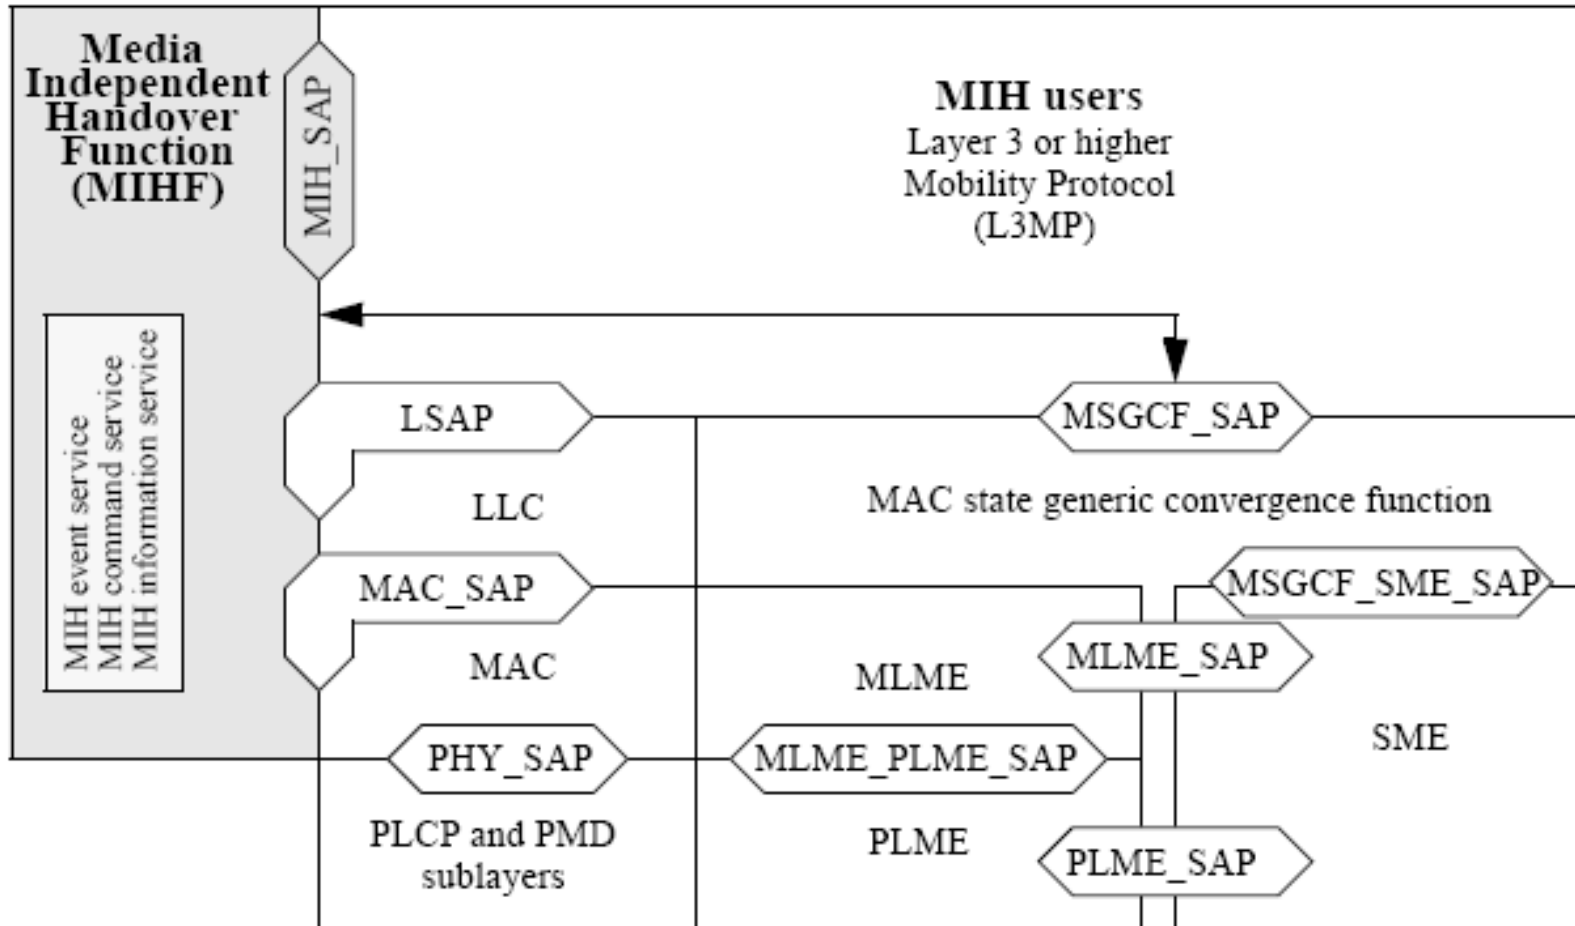 Media
Independent
Handover
Function
(MIHF)
MIH_SAP
MIH users
Layer 3 or higher
Mobility Protocol
(L3MP)
MIH event service
MIH command service
MIH information service
LSAP
MSGCF_SAP
LLC
MAC state generic convergence function
MAC_SAP
MSGCF_SME_SAP
MLME_SAP
MAC
MLME
SME
PHY_SAP
MLME_PLME_SAP
PLCP and PMD
sublayers
PLME
PLME_SAP